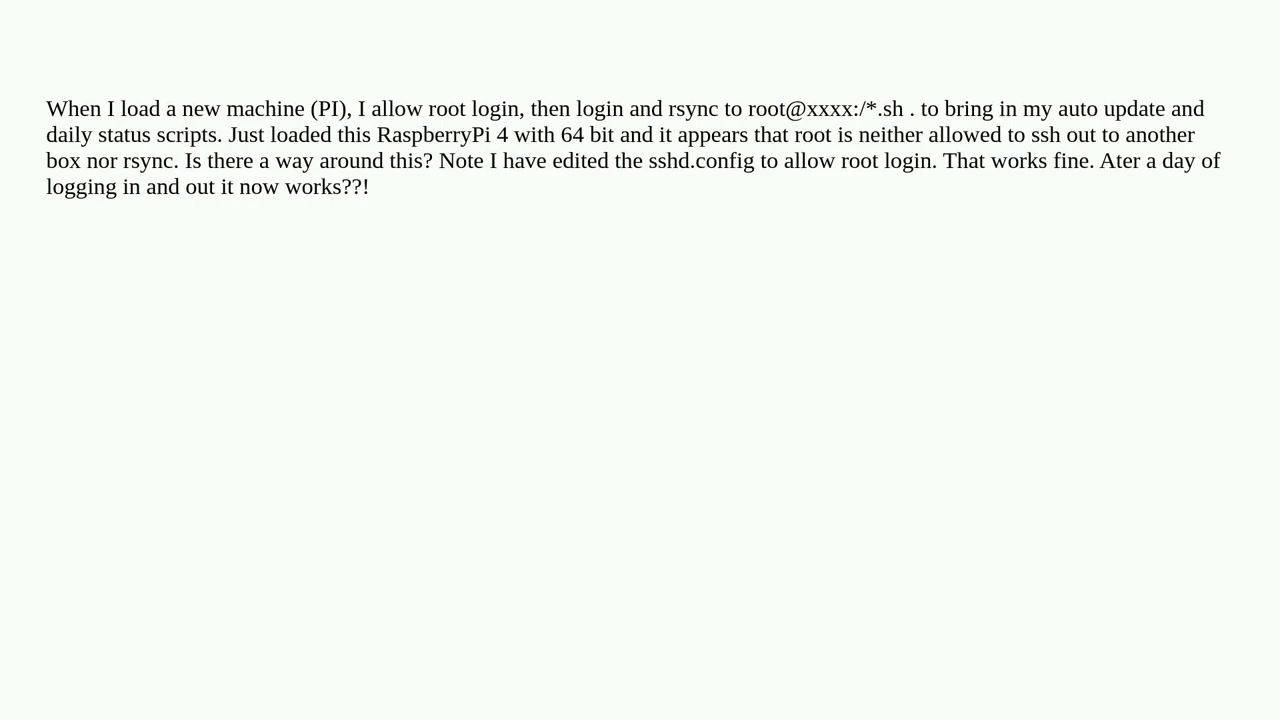 When I load a new machine (PI), I allow root login, then login and rsync to root@xxxx:/*.sh . to bring in my auto update and
daily status scripts. Just loaded this RaspberryPi 4 with 64 bit and it appears that root is neither allowed to ssh out to another
box nor rsync. Is there a way around this? Note I have edited the sshd.config to allow root login. That works fine. Ater a day of
logging in and out it now works??!